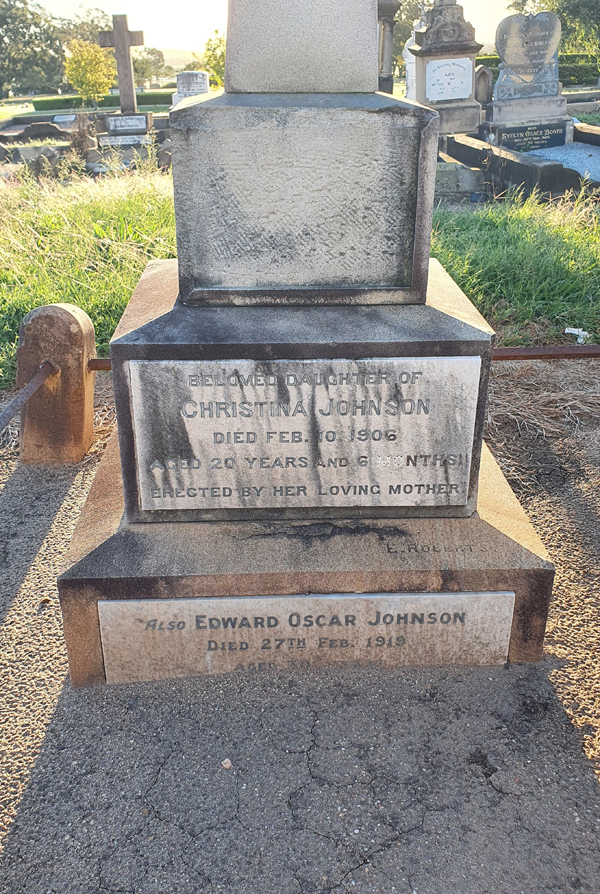 BELOVED DAUGHTER OF
CHRISTINA JOHNSON
DIED FEB. 10. 1906
AGED 20 YEARS AND 6 MONTHS
ERECTED BY HER LOVING MOTHER
E. ROBERTS
ALSO EDWARD OSCAR JOHNSON
DIED 27TH FEB. 1919
AGED
EVELYN GRACE BOOTH